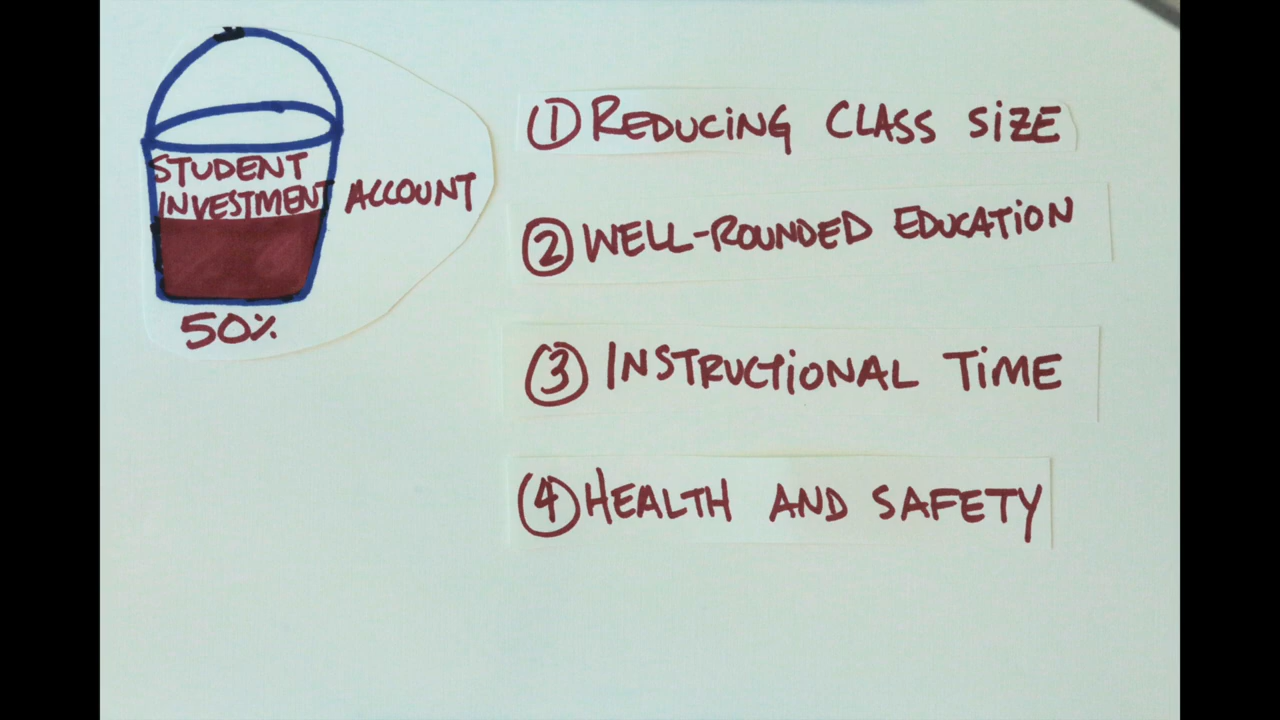 STUDENT
INVESTMENT ACCOUNT
50%
① REDUCING CLASS SIZE
② WELL-ROUNDED EDUCATION
③ INSTRUCTIONAL TIME
④ HEALTH AND SAFETY